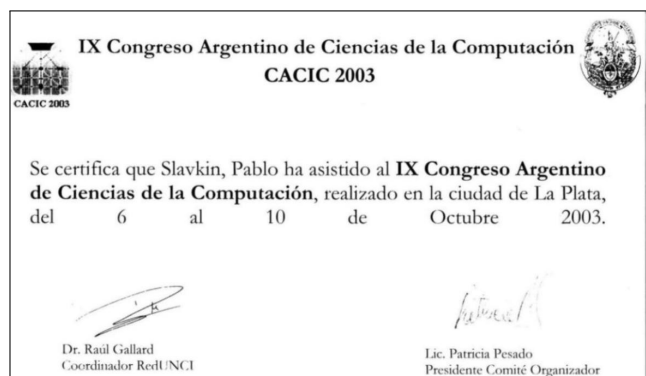 IX Congreso Argentino de Ciencias de la Computación
CACIC 2003
CACIC 2003
Se certifica que Slavkin, Pablo ha asistido al IX Congreso Argentino
de Ciencias de la Computación, realizado en la ciudad de La Plata,
del 6 al 10 de Octubre 2003.
Dr. Raúl Gallard
Coordinador RedUNCI
Lic. Patricia Pesado
Presidente Comité Organizador